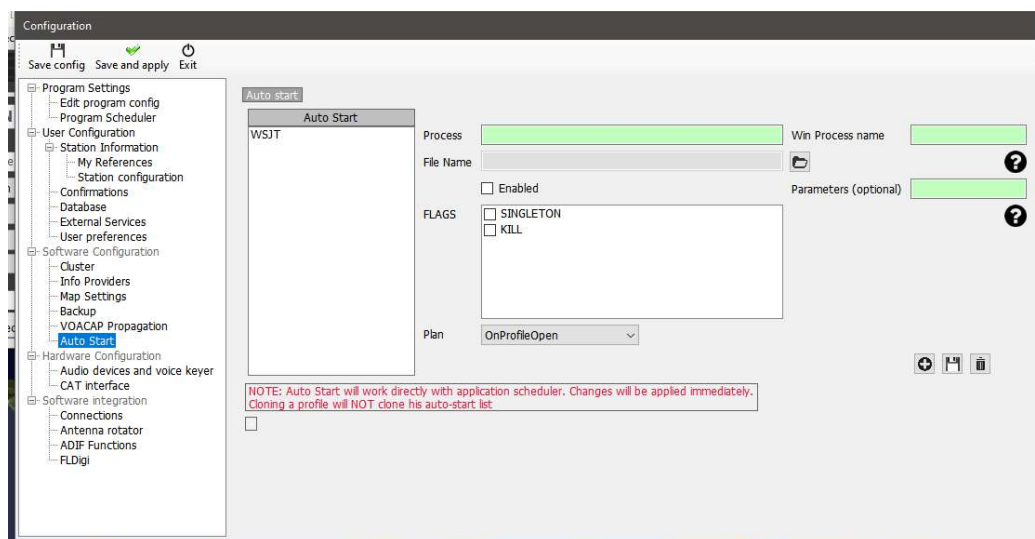 Configuration
Save config Save and apply Exit
Program Settings
Edit program config
Program Scheduler
User Configuration
Station Information
My References
Station configuration
Confirmations
Database
External Services
User preferences
Software Configuration
Cluster
Info Providers
Map Settings
Backup
VOACAP Propagation
Auto Start
Hardware Configuration
Audio devices and voice keyer
CAT interface
Software integration
Connections
Antenna rotator
ADIF Functions
FLDigi
Auto start
Auto Start
WSJT
Process
Win Process name
File Name
Enabled
Parameters (optional)
FLAGS
SINGLETON
KILL
Plan
OnProfileOpen
NOTE: Auto Start will work directly with application scheduler. Changes will be applied immediately.
Cloning a profile will NOT clone his auto-start list